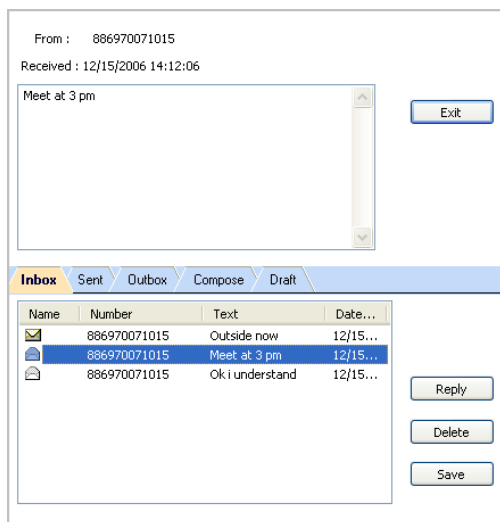 From : 886970071015
Received : 12/15/2006 14:12:06
Meet at 3 pm
Exit
Inbox Sent Outbox Compose Draft
Name Number Text Date...
886970071015 Outside now 12/15...
886970071015 Meet at 3 pm 12/15...
886970071015 Ok i understand 12/15...
Reply
Delete
Save